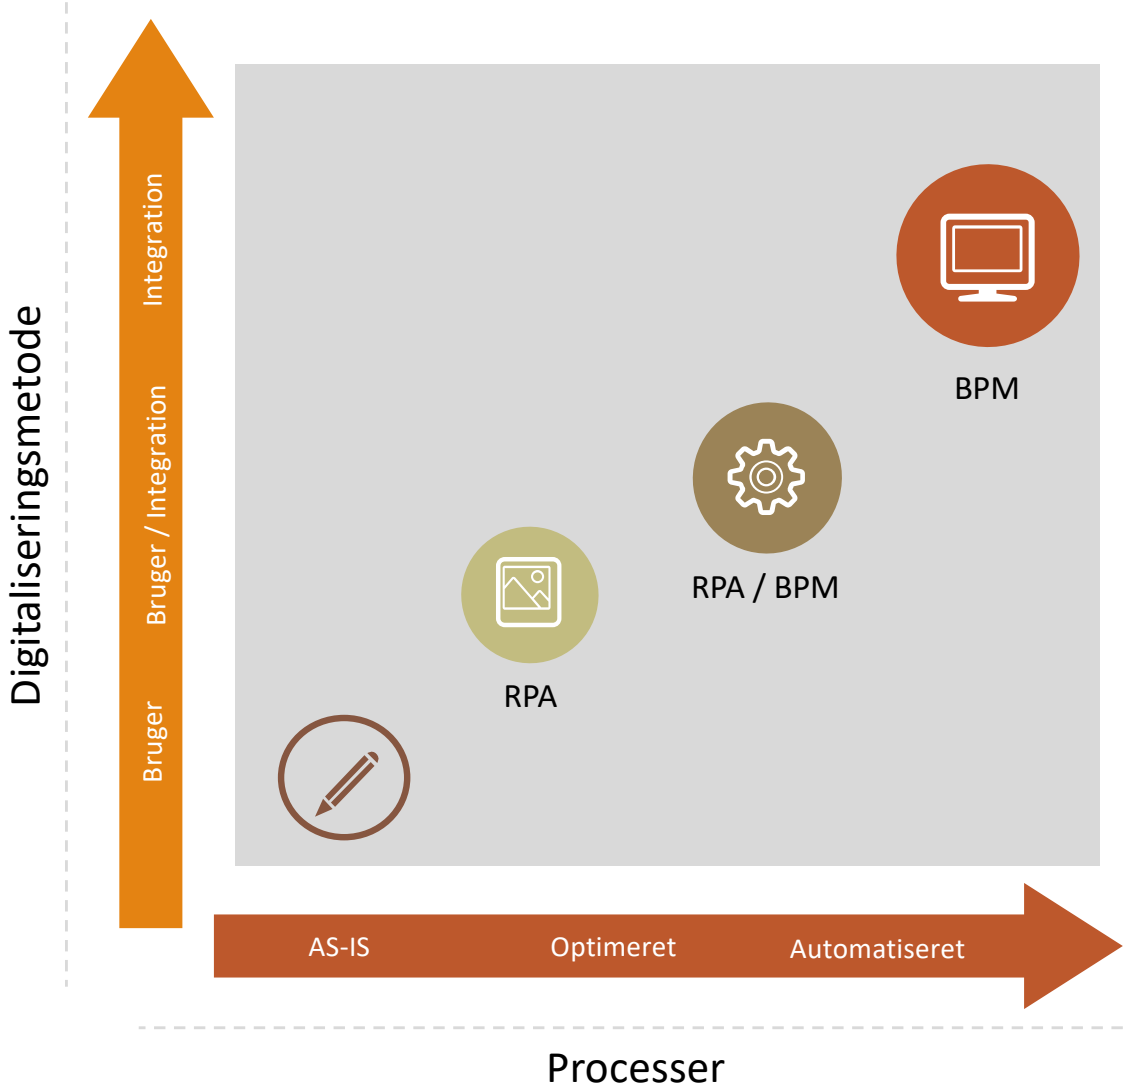 Digitaliseringsmetode
Integration
Bruger / Integration
Bruger
BPM
RPA / BPM
RPA
AS-IS
Optimeret
Automatiseret
Processer